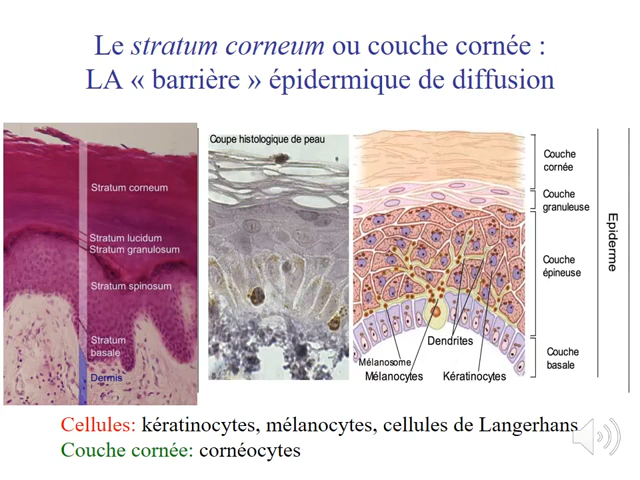 Le stratum corneum ou couche cornée :
LA « barrière » épidermique de diffusion
Stratum corneum
Stratum lucidum
Stratum granulosum
Stratum spinosum
Stratum
basale
Dermis
Coupe histologique de peau
Couche
cornée
Couche
granuleuse
Couche
épineuse
Couche
basale
Epiderme
Dendrites
Mélanosome
Mélanocytes
Kératinocytes
Cellules: kératinocytes, mélanocytes, cellules de Langerhans
Couche cornée: cornéocytes